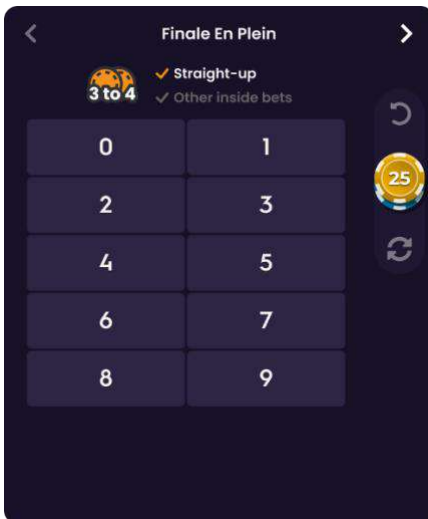 Finale En Plein
3 to 4
Straight-up
Other inside bets
0 1
2 3
25
4 5
6 7
8 9